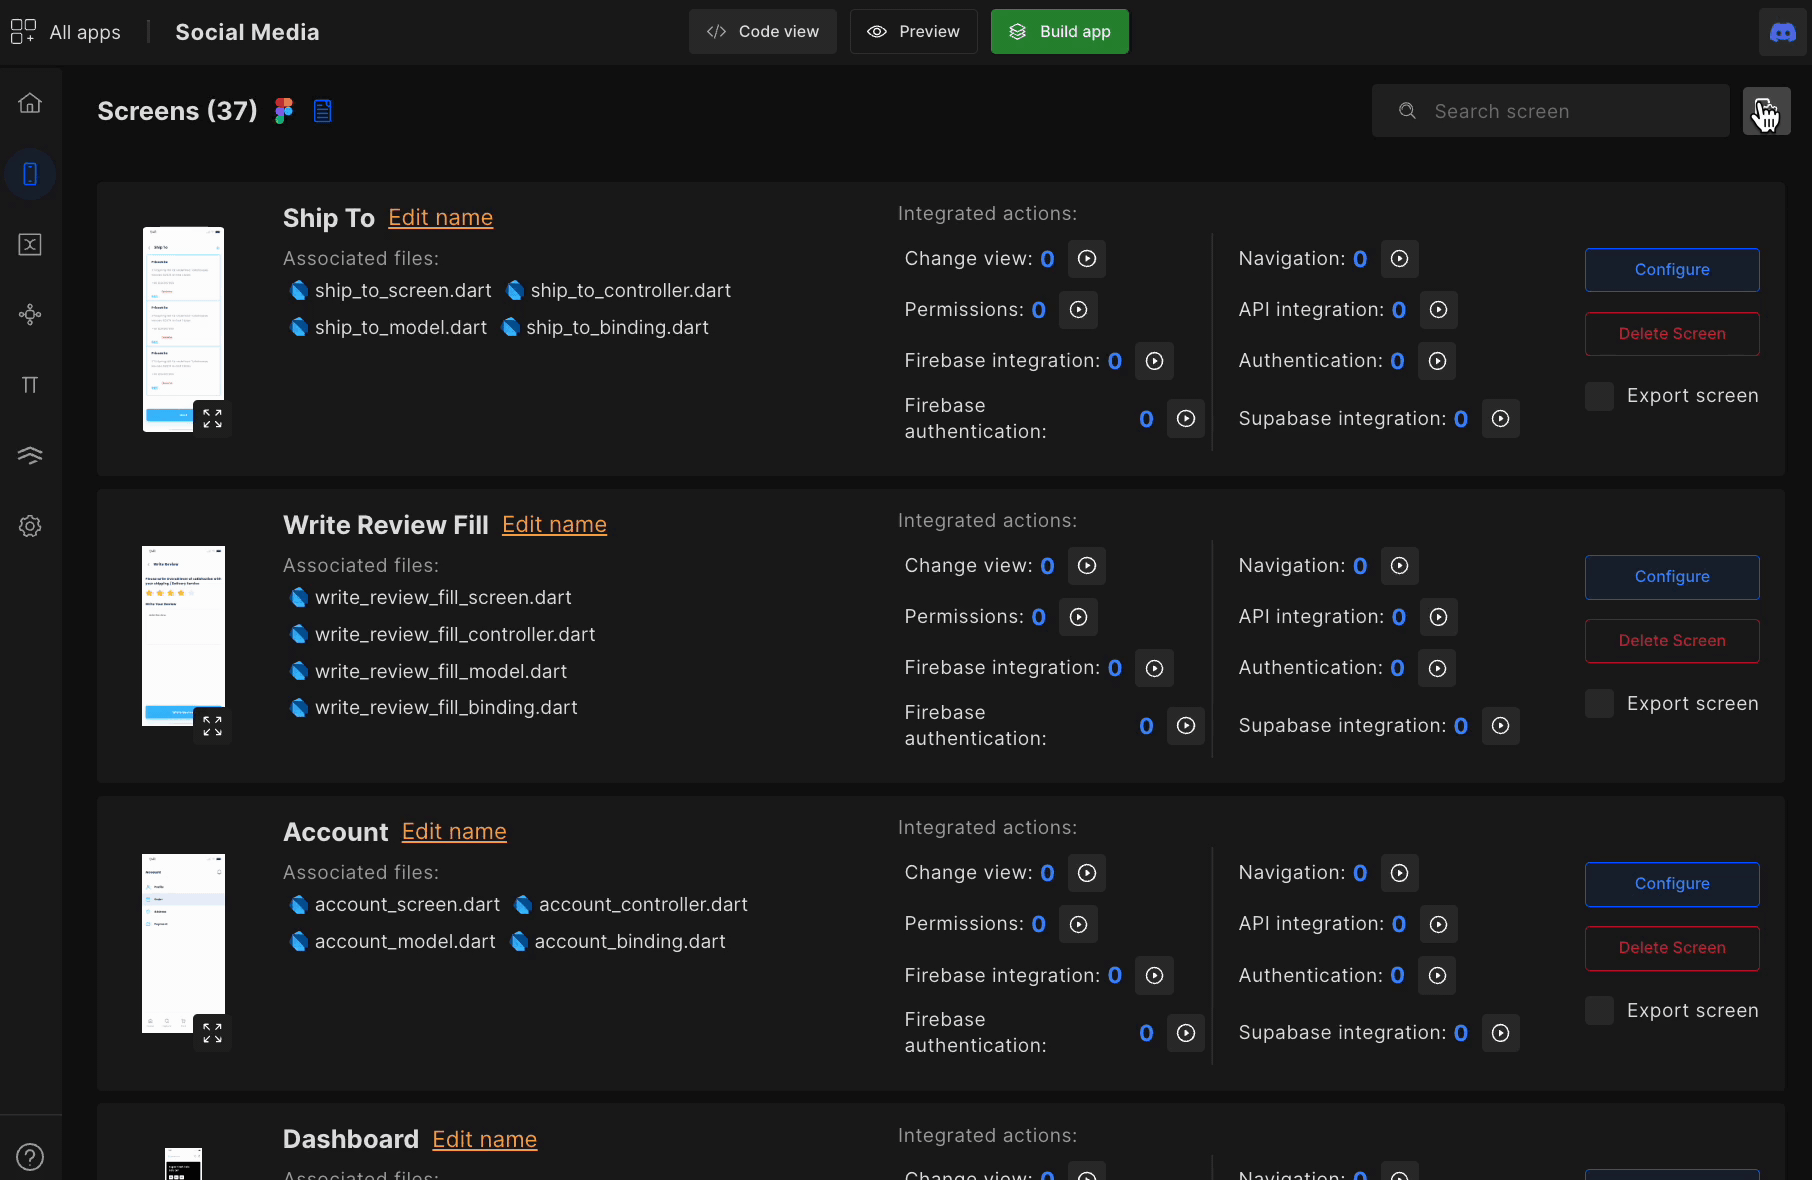 All apps
Social Media
Code view
Preview
Build app
Screens (37)
Search screen
Ship To Edit name
Associated files:
ship_to_screen.dart ship_to_controller.dart
ship_to_model.dart ship_to_binding.dart
Integrated actions:
Change view: 0 Navigation: 0
Permissions: 0 API integration: 0
Firebase integration: 0 Authentication: 0
Firebase
authentication: 0 Supabase integration: 0
Configure
Delete Screen
Export screen
Write Review Fill Edit name
Associated files:
write_review_fill_screen.dart
write_review_fill_controller.dart
write_review_fill_model.dart
write_review_fill_binding.dart
Integrated actions:
Change view: 0 Navigation: 0
Permissions: 0 API integration: 0
Firebase integration: 0 Authentication: 0
Firebase
authentication: 0 Supabase integration: 0
Configure
Delete Screen
Export screen
Account Edit name
Associated files:
account_screen.dart account_controller.dart
account_model.dart account_binding.dart
Integrated actions:
Change view: 0 Navigation: 0
Permissions: 0 API integration: 0
Firebase integration: 0 Authentication: 0
Firebase
authentication: 0 Supabase integration: 0
Configure
Delete Screen
Export screen
Dashboard Edit name
Associated files:
Integrated actions:
Change view: 0 Navigation: 0